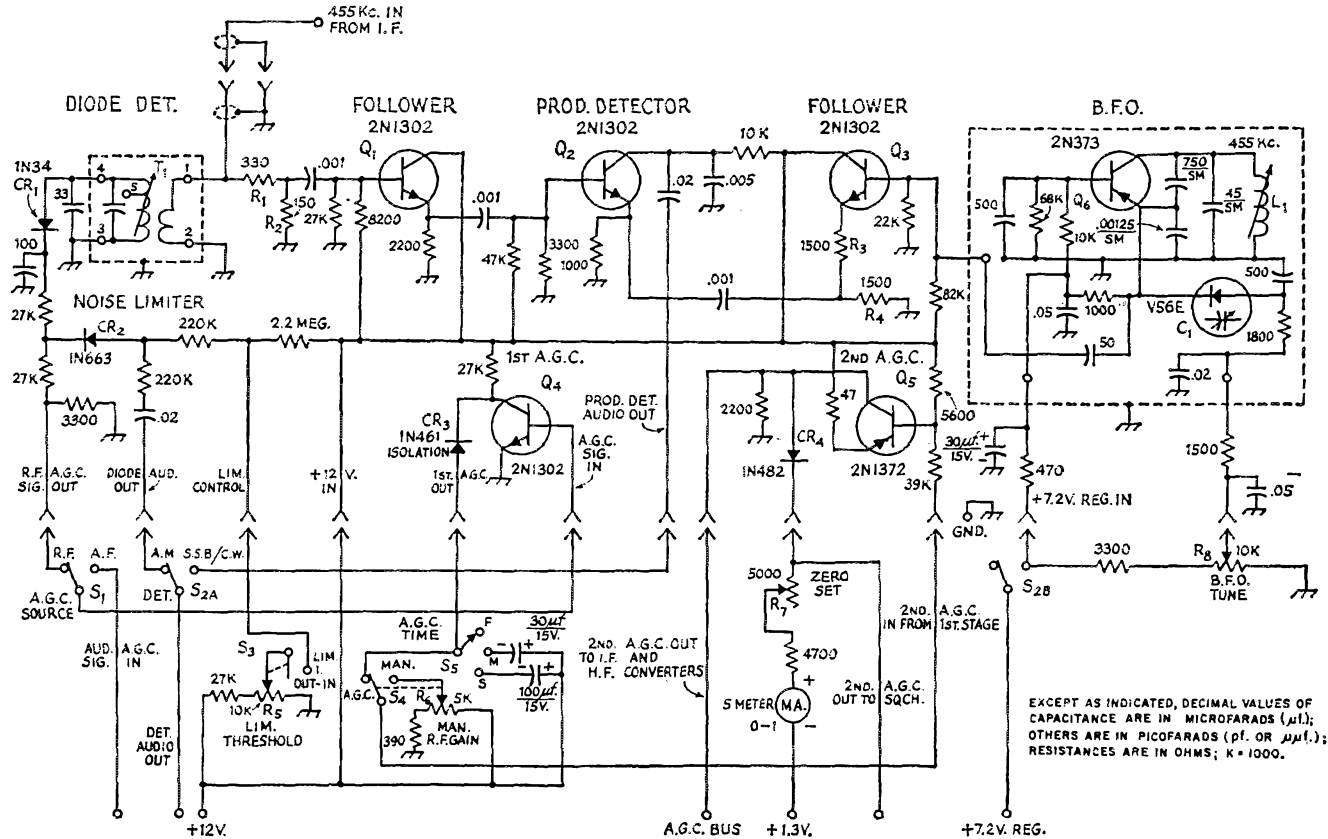 455 Kc. IN
FROM I.F.
DIODE DET.
FOLLOWER
2N1302
PROD. DETECTOR
2N1302
FOLLOWER
2N1302
B.F.O.
2N373
455 Kc.
1N34
CR1
33
100
4
5
3
T1
1
2
330
R1
.001
150
R2
27K
8200
Q1
2200
.001
47K
3300
1000
Q2
.02
.005
10K
Q3
22K
1500
R3
.001
1500
R4
82K
500
68K
Q6
10K
750
SM
.00125
SM
45
SM
L1
500
.05
1000
V56E
C1
1800
50
.02
NOISE LIMITER
27K
CR2
1N663
220K
2.2 MEG.
27K
220K
3300
.02
1ST A.G.C.
27K
Q4
CR3
1N461
ISOLATION
2N1302
PROD. DET.
AUDIO OUT
A.G.C.
SIG.
IN
2ND A.G.C.
Q5
2200
47
CR4
1N482
2N1372
5600
39K
30μf +
15V. -
470
+7.2V. REG. IN
1500
.05
R.F. A.G.C.
SIG. OUT
DIODE AUD.
OUT
LIM.
CONTROL
+12 V.
IN
1ST. A.G.C.
OUT
GND.
R.F.
A.F.
A.M.
S.S.B/C.W.
A.G.C.
SOURCE
S1
DET.
S2A
5000
R7
ZERO
SET
S2B
3300
R8
10K
B.F.O.
TUNE
AUD. A.G.C.
SIG. IN
S3
LIM.
OUT-IN
27K
10K
R5
LIM.
THRESHOLD
A.G.C.
TIME
F
M
S
S5
30μf
15V.
- +
- +
100μf
15V.
MAN.
A.G.C.
S4
R6
5K
390
MAN.
R.F. GAIN
2ND. A.G.C. OUT
TO I.F. AND
H.F. CONVERTERS
4700
+
S METER
0-1
MA.
-
2ND. A.G.C.
OUT TO SQCH.
2ND. A.G.C.
IN FROM 1ST. STAGE
DET.
AUDIO
OUT
EXCEPT AS INDICATED, DECIMAL VALUES OF
CAPACITANCE ARE IN MICROFARADS (μf.);
OTHERS ARE IN PICOFARADS (pf. OR μμf.);
RESISTANCES ARE IN OHMS; K = 1000.
+12V.
A.G.C. BUS
+1.3V.
+7.2V. REG.